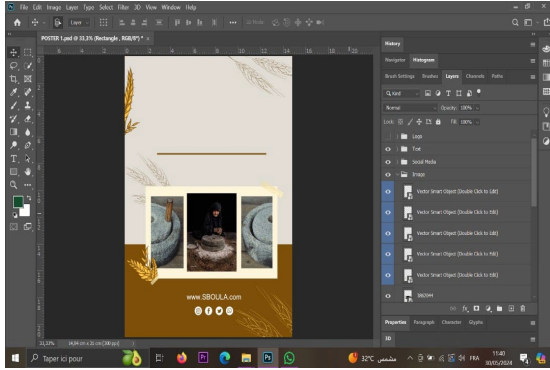 File Edit Image Layer Type Select Filter 3D View Window Help
Layer
POSTER 1.psd @ 33,3% (Rectangle , RGB/8*) * ×
History
Navigator Histogram
Brush Settings Brushes Layers Channels Paths
Kind
Normal Opacity: 100%
Lock: Fill: 100%
Logo
Text
Social Media
Image
Vector Smart Object (Double Click to Edit)
Vector Smart Object (Double Click to Edit)
Vector Smart Object (Double Click to Edit)
Vector Smart Object (Double Click to Edit)
Vector Smart Object (Double Click to Edit)
www.SBOULA.com
Properties Paragraph Character Glyphs
3D
33,33%
Taper ici pour
32°C مشمس
FRA
11:40
30/05/2024